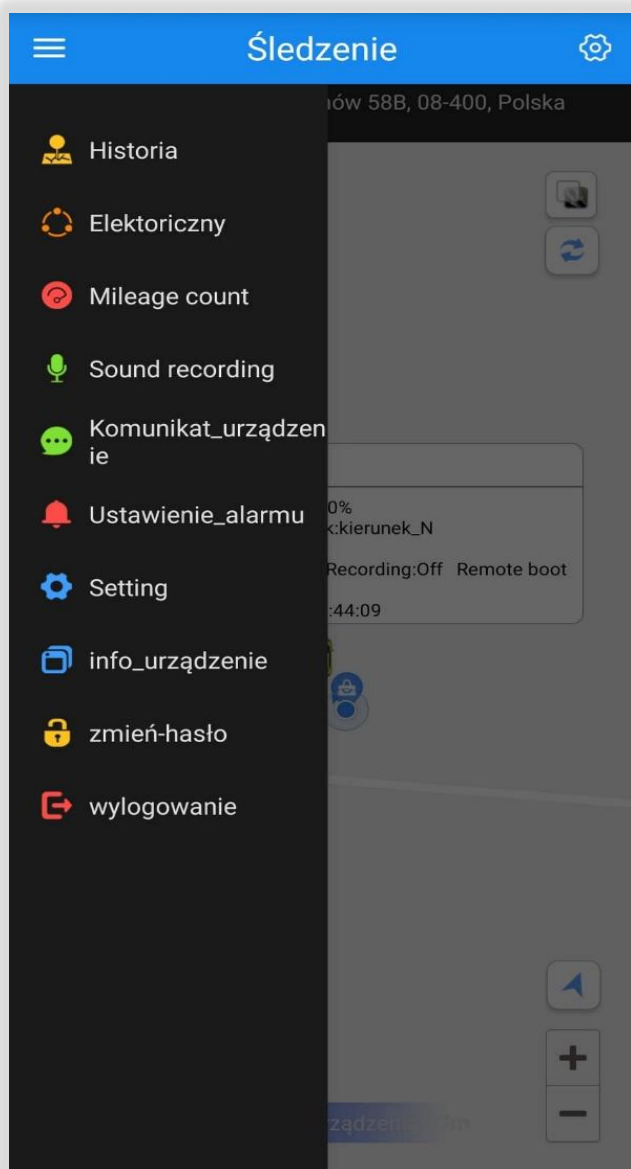 Śledzenie
58B, 08-400, Polska
Historia
Elektoriczny
Mileage count
Sound recording
Komunikat_urządzen
ie
0%
:kierunek_N
Ustawienie_alarmu
Recording:Off Remote boot
Setting
:44:09
info_urządzenie
zmień-hasło
wylogowanie